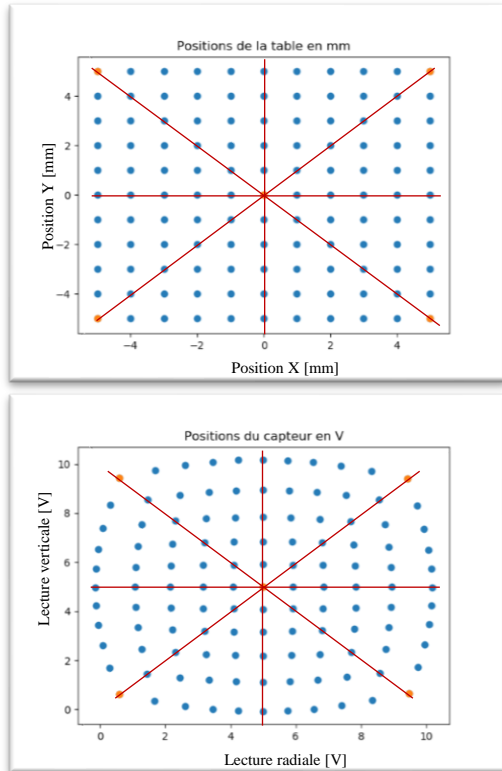 Positions de la table en mm
Position Y [mm]
4
2
0
−2
−4
−4 −2 0 2 4
Position X [mm]
Positions du capteur en V
Lecture verticale [V]
10
8
6
4
2
0
0 2 4 6 8 10
Lecture radiale [V]